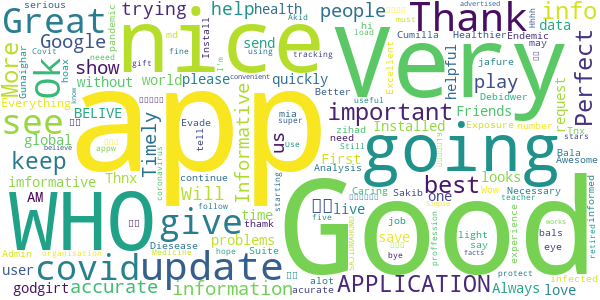 Great trying nice help health people Very Thank info
Google Akid serious pandemic hi load must advertised Hhhh
More Ok Install md fine send Cumilla Healthier Endemic Perfect
Covit hoax neeed gift using tracking data
see show please quickly helpful play jafure may
Gunaighar without world Excellent Debidwer
Everything BELIVE Timely Evade mia super important request
global tell us need Installed Friends Exposure number Tnx stars
keep coronavirus app Informative use zihad going Bala
imformative Thnx First Still Analysis Caring Wow Necessary Awesome
Will continue best looks Sakib one teacher
AM time follow appw thamk live job light experience informed
WHO give problems Diesease Suite five alot save say proffession bals
Admin user organisation Medicine hope bye eye retired
covid update accurate information starting know believe acurate APPLICATION Good Always love infected
godgirt Better convenient useful facts works protect